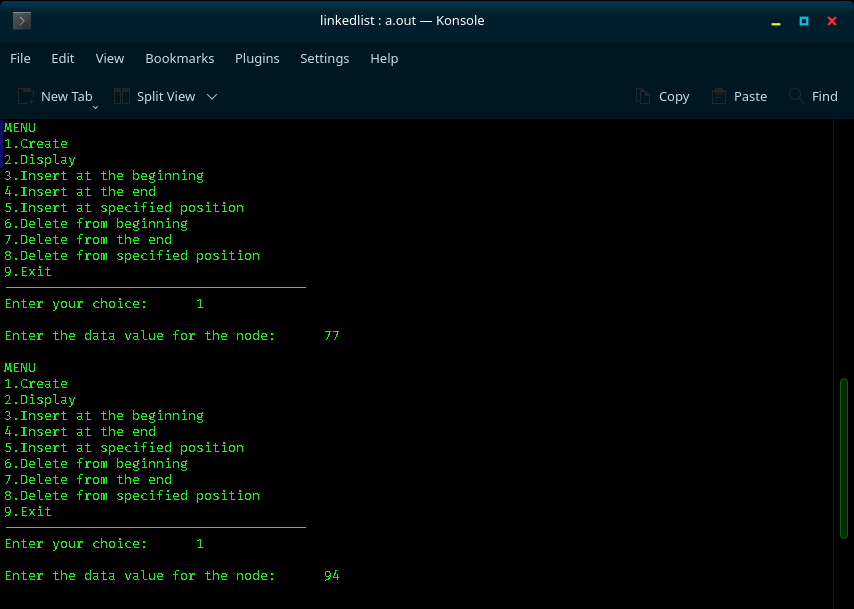 linkedlist : a.out — Konsole
File Edit View Bookmarks Plugins Settings Help
New Tab Split View Copy Paste Find
MENU
1.Create
2.Display
3.Insert at the beginning
4.Insert at the end
5.Insert at specified position
6.Delete from beginning
7.Delete from the end
8.Delete from specified position
9.Exit
Enter your choice: 1
Enter the data value for the node: 77
MENU
1.Create
2.Display
3.Insert at the beginning
4.Insert at the end
5.Insert at specified position
6.Delete from beginning
7.Delete from the end
8.Delete from specified position
9.Exit
Enter your choice: 1
Enter the data value for the node: 94